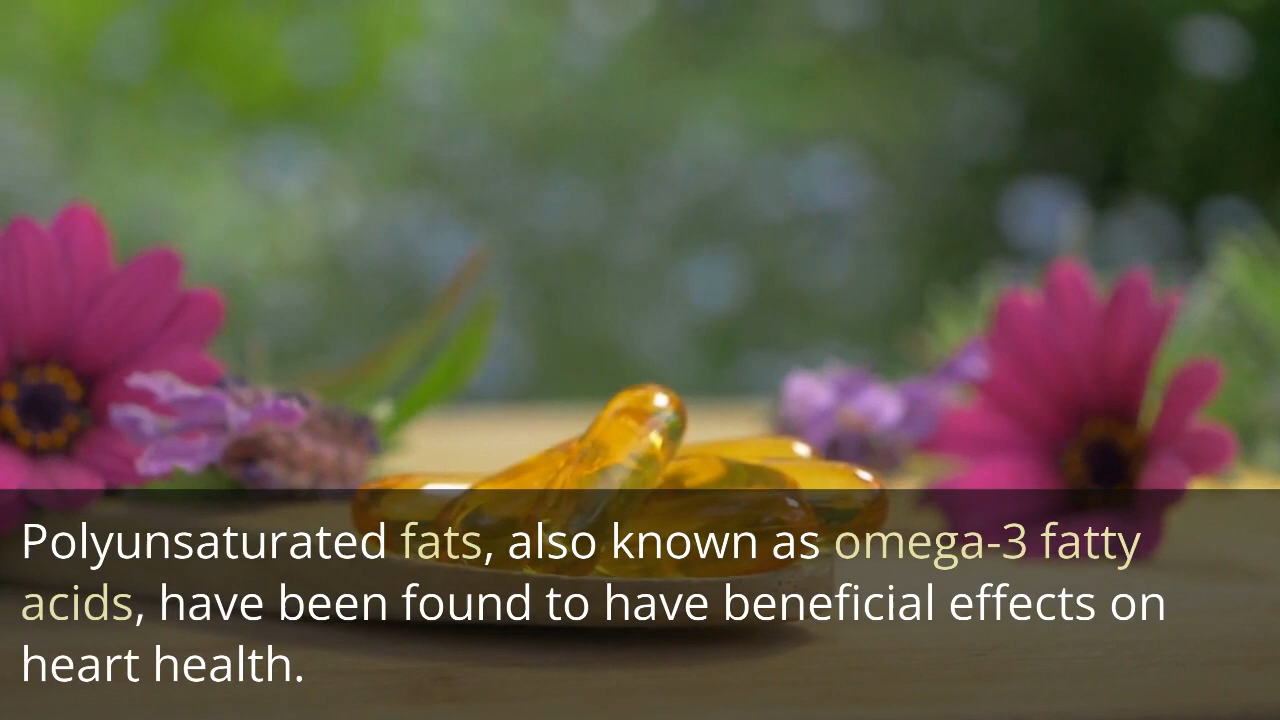 Polyunsaturated fats, also known as omega-3 fatty
acids, have been found to have beneficial effects on
heart health.